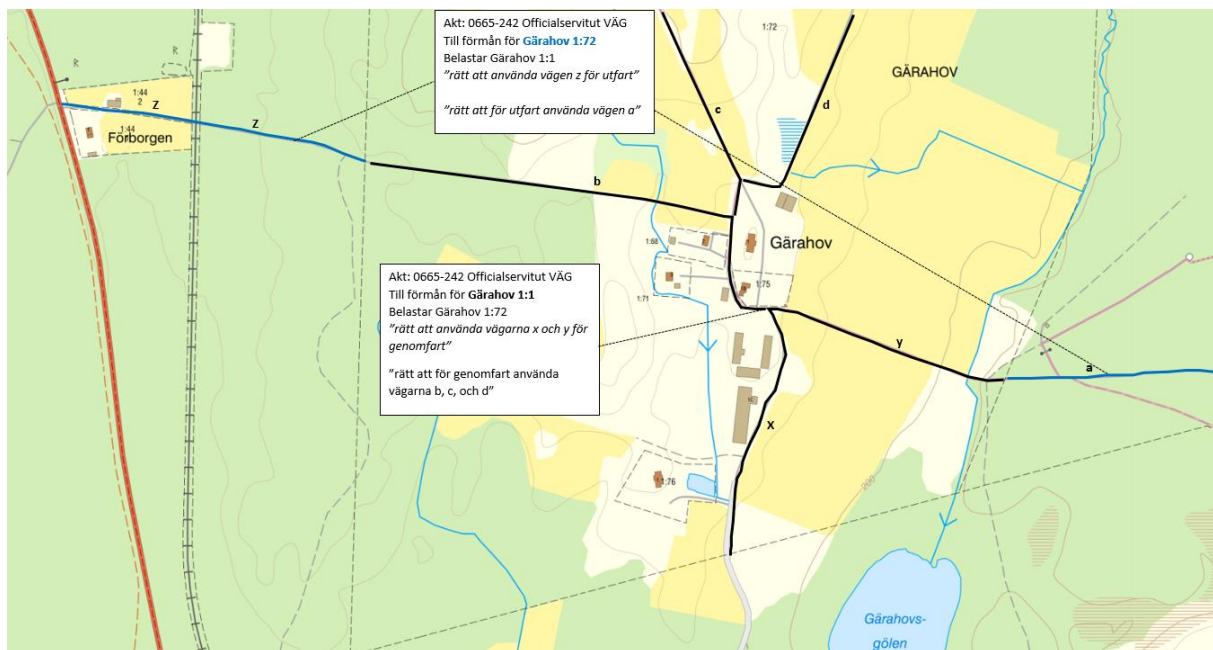 Akt: 0665-242 Officialservitut VÄG
Till förmån för Gärahov 1:72
Belastar Gärahov 1:1
"rätt att använda vägen z för utfart"
"rätt att för utfart använda vägen a"
1:72
GÄRAHOV
c
d
1:44
2
Z
1:44
Förborgen
Z
b
Gärahov
1:68
1:75
1:71
Akt: 0665-242 Officialservitut VÄG
Till förmån för Gärahov 1:1
Belastar Gärahov 1:72
"rätt att använda vägarna x och y för
genomfart"
"rätt att för genomfart använda
vägarna b, c, och d"
y
a
X
1:76
Gärahovs-
gölen